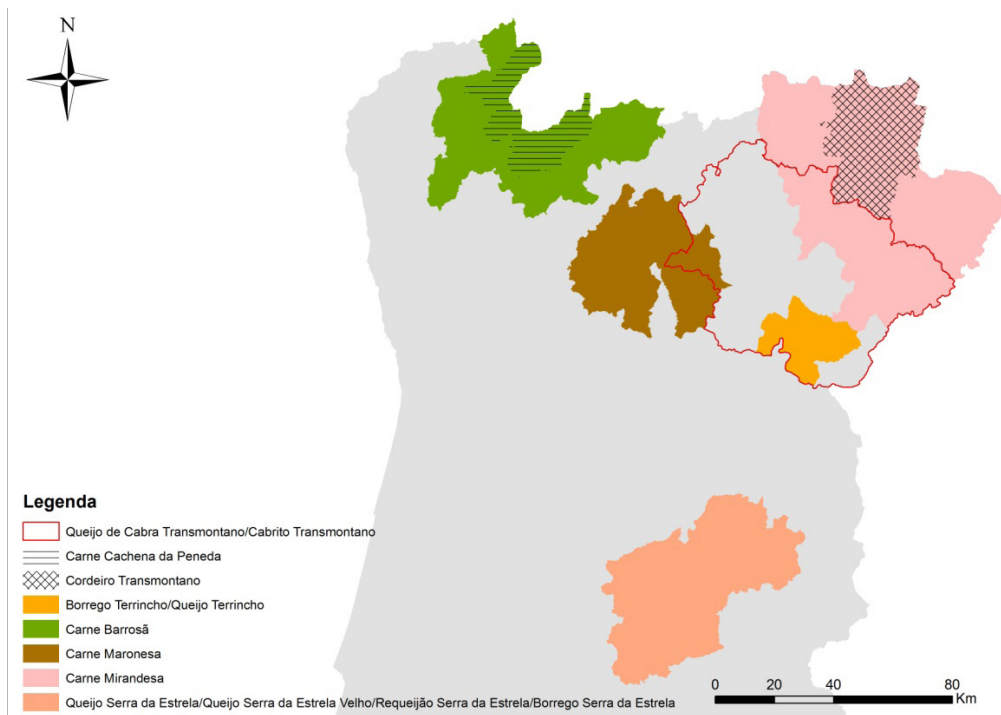 N
Legenda
Queijo de Cabra Transmontano/Cabrito Transmontano
Carne Cachena da Peneda
Cordeiro Transmontano
Borrego Terrincho/Queijo Terrincho
Carne Barrosã
Carne Maronesa
Carne Mirandesa
Queijo Serra da Estrela/Queijo Serra da Estrela Velho/Requeijão Serra da Estrela/Borrego Serra da Estrela
0 20 40 60 80
Km